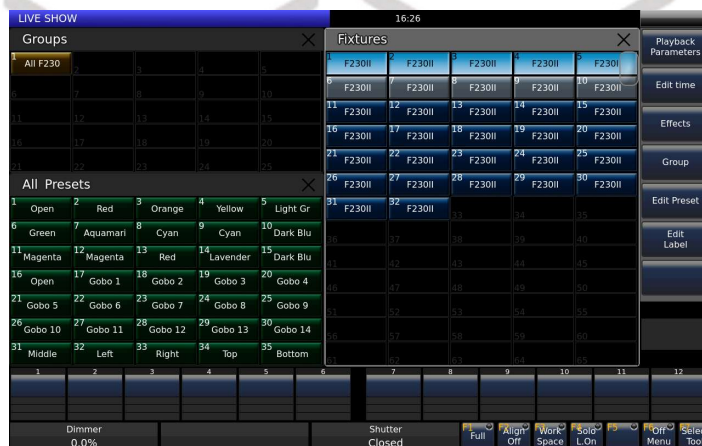 LIVE SHOW 16:26
Groups
1 All F230
2 3 4 5
6 7 8 9 10
11 12 13 14 15
16 17 18 19 20
21 22 23 24 25
Fixtures
1 F230II 2 F230II 3 F230II 4 F230II 5 F230II
6 F230II 7 F230II 8 F230II 9 F230II 10 F230II
11 F230II 12 F230II 13 F230II 14 F230II 15 F230II
16 F230II 17 F230II 18 F230II 19 F230II 20 F230II
21 F230II 22 F230II 23 F230II 24 F230II 25 F230II
26 F230II 27 F230II 28 F230II 29 F230II 30 F230II
31 F230II 32 F230II 33 34 35
36 37 38 39 40
41 42 43 44 45
46 47 48 49 50
51 52 53 54 55
56 57 58 59 60
61 62 63 64 65
All Presets
1 Open 2 Red 3 Orange 4 Yellow 5 Light Gr
6 Green 7 Aquamari 8 Cyan 9 Cyan 10 Dark Blu
11 Magenta 12 Magenta 13 Red 14 Lavender 15 Dark Blu
16 Open 17 Gobo 1 18 Gobo 2 19 Gobo 3 20 Gobo 4
21 Gobo 5 22 Gobo 6 23 Gobo 7 24 Gobo 8 25 Gobo 9
26 Gobo 10 27 Gobo 11 28 Gobo 12 29 Gobo 13 30 Gobo 14
31 Middle 32 Left 33 Right 34 Top 35 Bottom
Playback
Parameters
Edit time
Effects
Group
Edit Preset
Edit
Label
1 2 3 4 5 6 7 8 9 10 11 12
Dimmer
0.0%
Shutter
Closed
F1 Full
F2 Align Off
F3 Work Space
F4 Sold L.On
F5
F6 Off Menu
F7 Selec Too